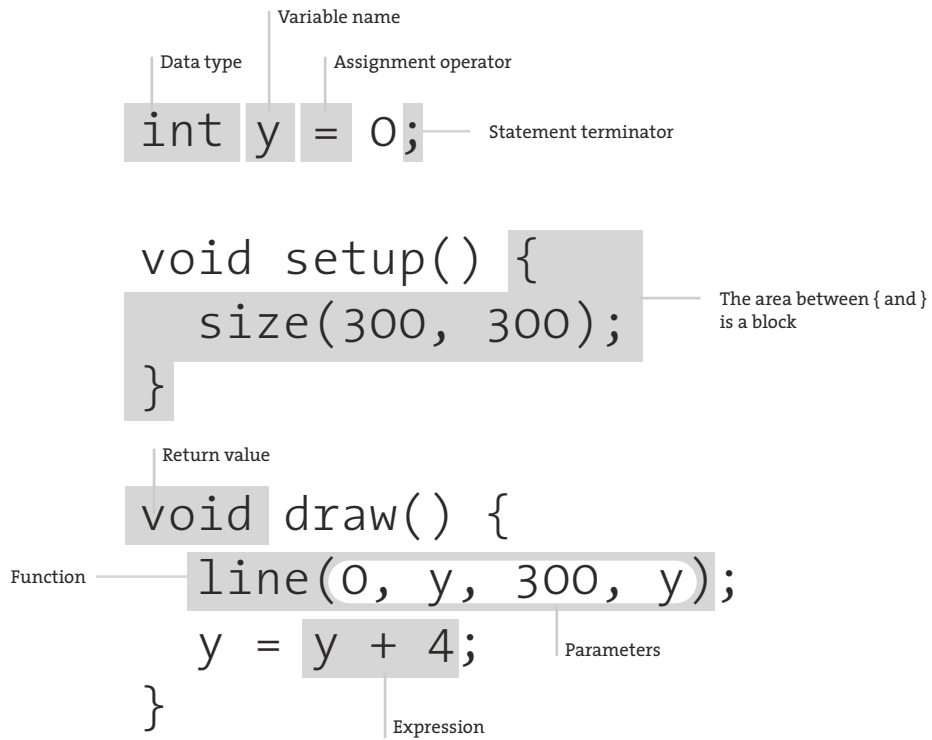 Variable name
Data type
Assignment operator
int y = 0;
Statement terminator
void setup() {
size(300, 300);
}
The area between { and }
is a block
Return value
void draw() {
Function
line(0, y, 300, y);
y = y + 4;
Parameters
}
Expression